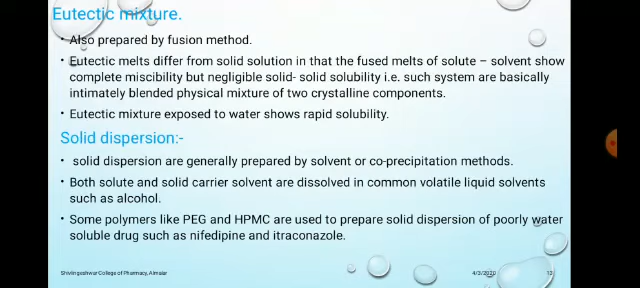 Eutectic mixture.
• Also prepared by fusion method.
• Eutectic melts differ from solid solution in that the fused melts of solute – solvent show
complete miscibility but negligible solid- solid solubility i.e. such system are basically
intimately blended physical mixture of two crystalline components.
• Eutectic mixture exposed to water shows rapid solubility.
Solid dispersion:-
• solid dispersion are generally prepared by solvent or co-precipitation methods.
• Both solute and solid carrier solvent are dissolved in common volatile liquid solvents
such as alcohol.
• Some polymers like PEG and HPMC are used to prepare solid dispersion of poorly water
soluble drug such as nifedipine and itraconazole.
Shivlingeshwar College of Pharmacy, Almalar 4/3/2020 13